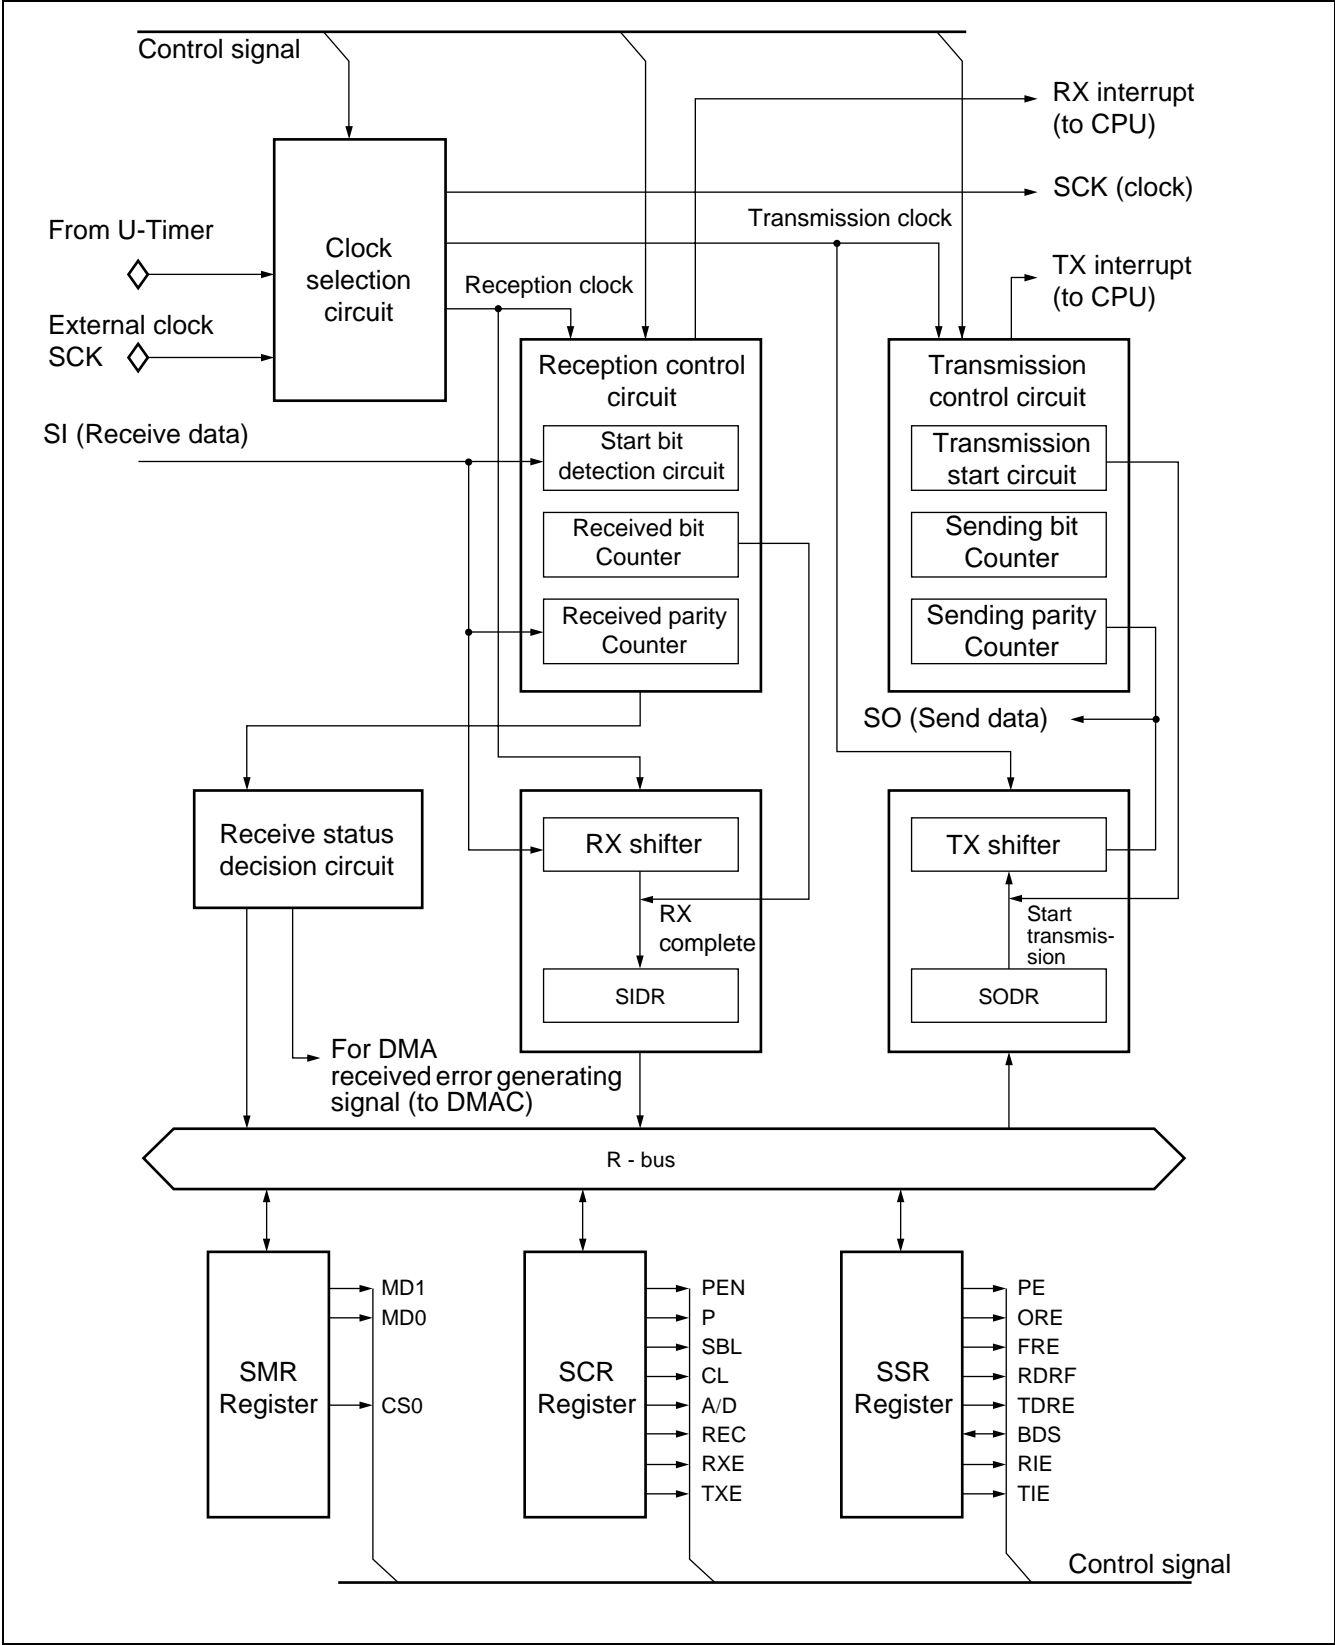 Control signal
RX interrupt
(to CPU)
SCK (clock)
Transmission clock
From U-Timer
Clock
selection
circuit
TX interrupt
(to CPU)
Reception clock
External clock
SCK
Reception control
circuit
Transmission
control circuit
SI (Receive data)
Start bit
detection circuit
Transmission
start circuit
Received bit
Counter
Sending bit
Counter
Received parity
Counter
Sending parity
Counter
SO (Send data)
Receive status
decision circuit
RX shifter
TX shifter
RX
complete
Start
transmis-
sion
SIDR
SODR
For DMA
received error generating
signal (to DMAC)
R - bus
SMR
Register
MD1
MD0
CS0
SCR
Register
PEN
P
SBL
CL
A/D
REC
RXE
TXE
SSR
Register
PE
ORE
FRE
RDRF
TDRE
BDS
RIE
TIE
Control signal